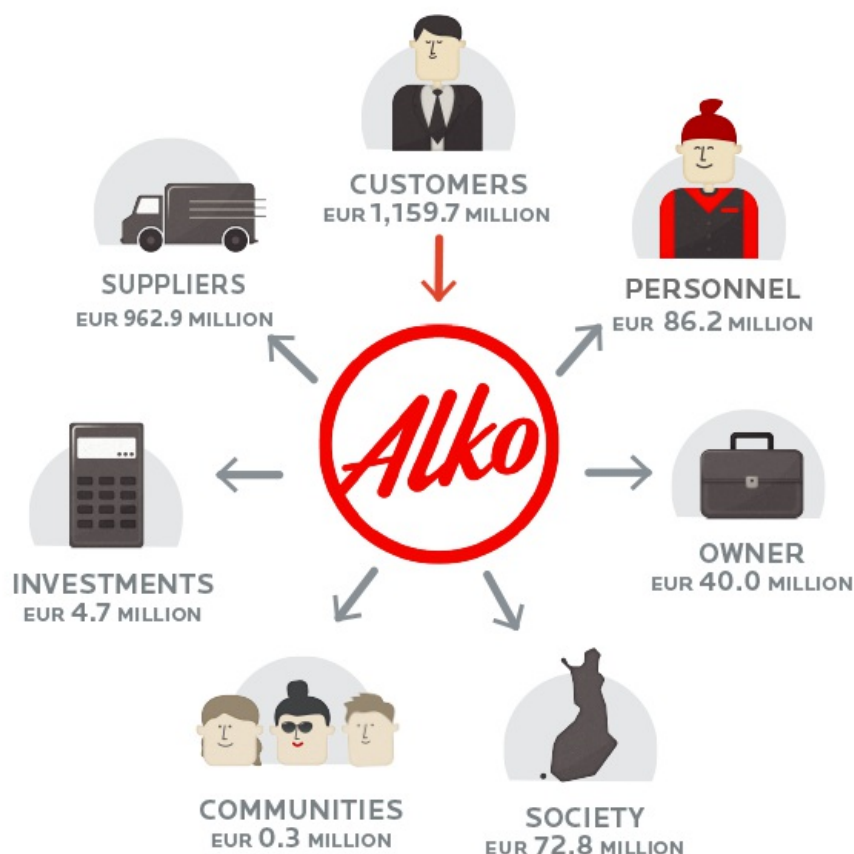 CUSTOMERS
EUR 1,159.7 MILLION
SUPPLIERS
EUR 962.9 MILLION
PERSONNEL
EUR 86.2 MILLION
Alko
OWNER
EUR 40.0 MILLION
INVESTMENTS
EUR 4.7 MILLION
COMMUNITIES
EUR 0.3 MILLION
SOCIETY
EUR 72.8 MILLION